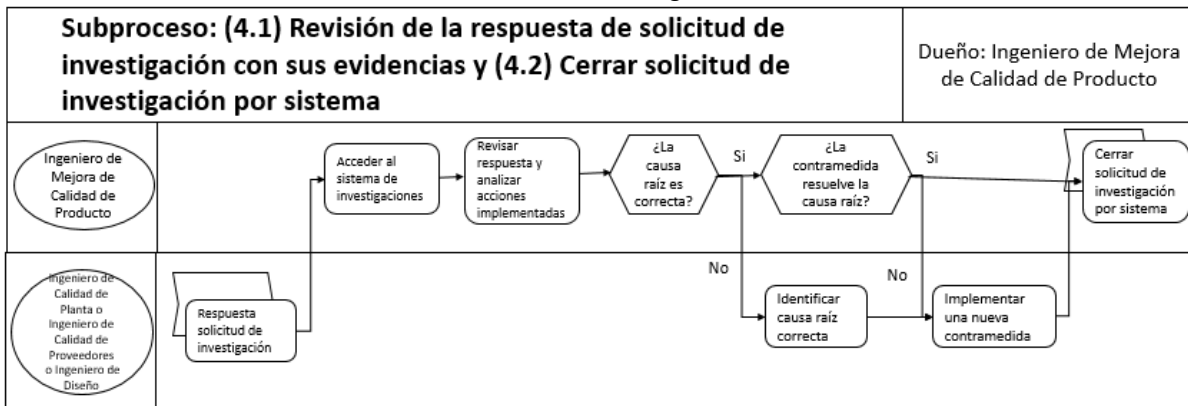 Subproceso: (4.1) Revisión de la respuesta de solicitud de
investigación con sus evidencias y (4.2) Cerrar solicitud de
investigación por sistema
Dueño: Ingeniero de Mejora
de Calidad de Producto
Ingeniero de
Mejora de
Calidad de
Producto
Acceder al
sistema de
investigaciones
Revisar
respuesta y
analizar
acciones
implementadas
¿La
causa
raíz es
correcta?
Si
¿La
contramedida
resuelve la
causa raíz?
Si
Cerrar
solicitud de
investigación
por sistema
Ingeniero de
Calidad de
Planta o
Ingeniero de
Calidad de
Proveedores
o Ingeniero de
Diseño
Respuesta
solicitud de
investigación
No
Identificar
causa raíz
correcta
No
Implementar
una nueva
contramedida